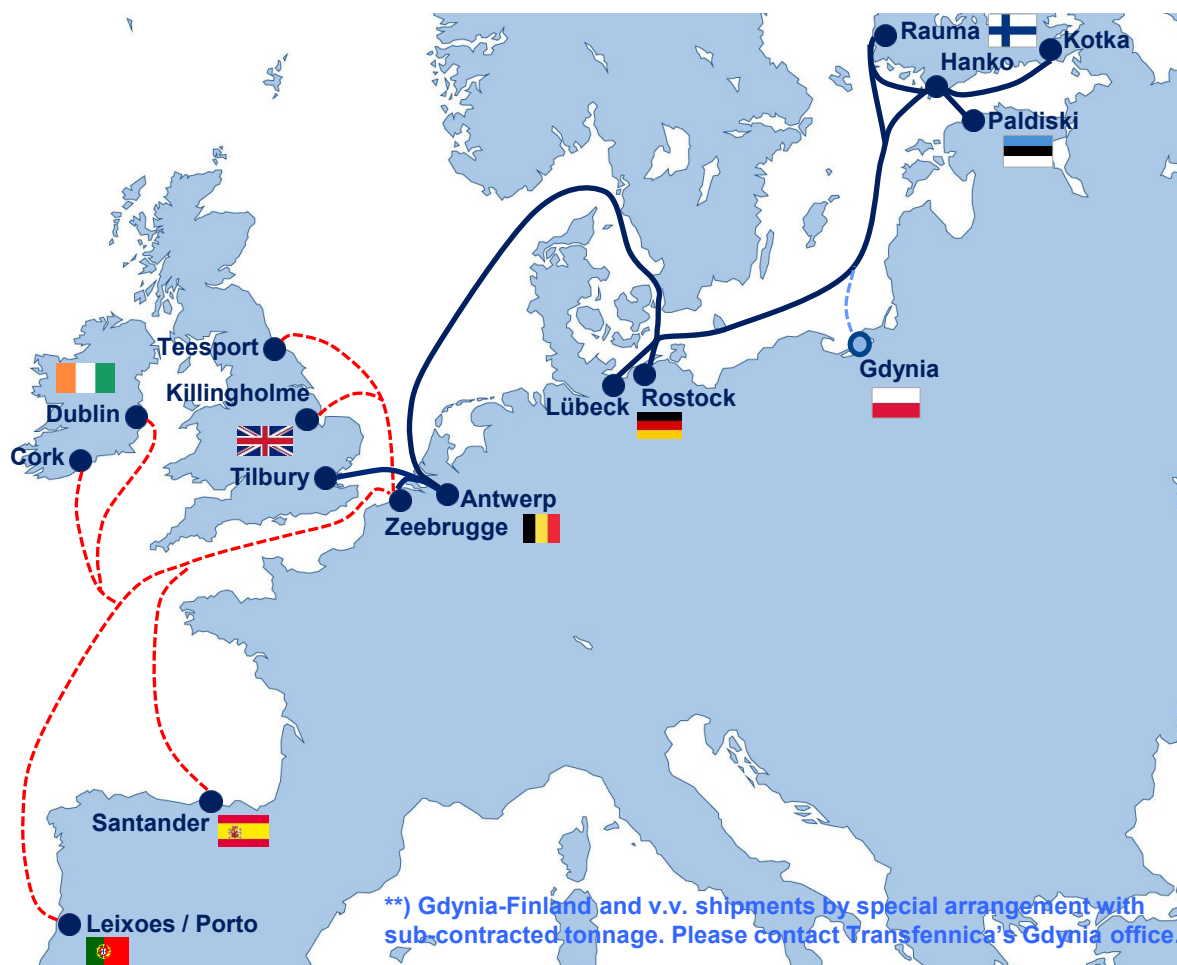 Rauma
Kotka
Hanko
Paldiski
Teesport
Killingholme
Dublin
Cork
Tilbury
Antwerp
Zeebrugge
Lübeck
Rostock
Gdynia
Santander
Leixoes / Porto
**) Gdynia-Finland and v.v. shipments by special arrangement with
sub-contracted tonnage. Please contact Transfennica's Gdynia office.